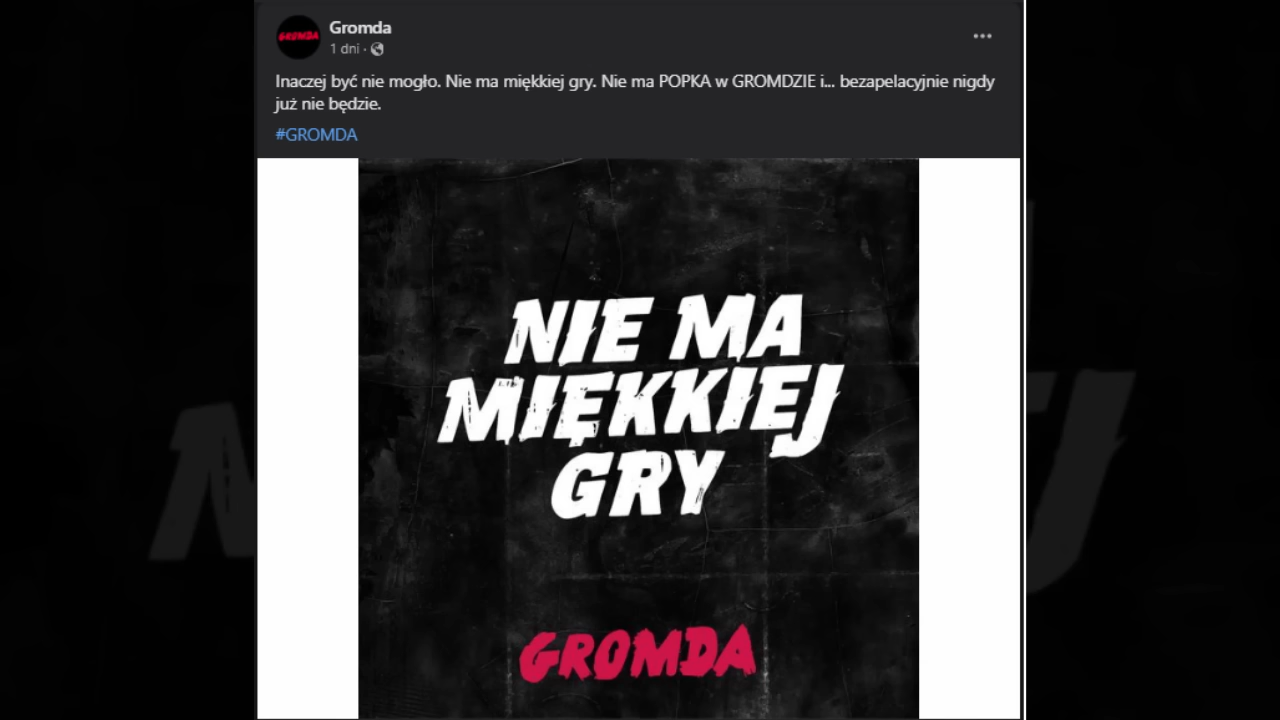 GROMDA
Gromda
1 dni ·
Inaczej być nie mogło. Nie ma miękkiej gry. Nie ma POPKA w GROMDZIE i... bezapelacyjnie nigdy
już nie będzie.
#GROMDA
NIE MA
MIĘKKIEJ
GRY
GROMDA